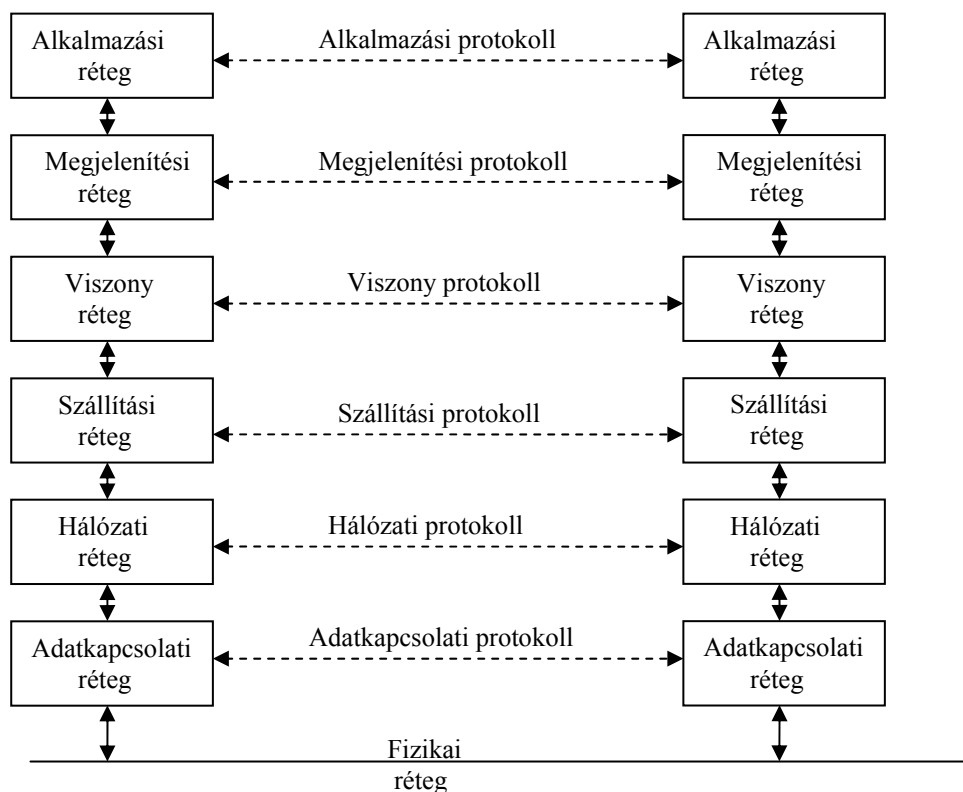 Alkalmazási
réteg
Alkalmazási protokoll
Alkalmazási
réteg
Megjelenítési
réteg
Megjelenítési protokoll
Megjelenítési
réteg
Viszony
réteg
Viszony protokoll
Viszony
réteg
Szállítási
réteg
Szállítási protokoll
Szállítási
réteg
Hálózati
réteg
Hálózati protokoll
Hálózati
réteg
Adatkapcsolati
réteg
Adatkapcsolati protokoll
Adatkapcsolati
réteg
Fizikai
réteg